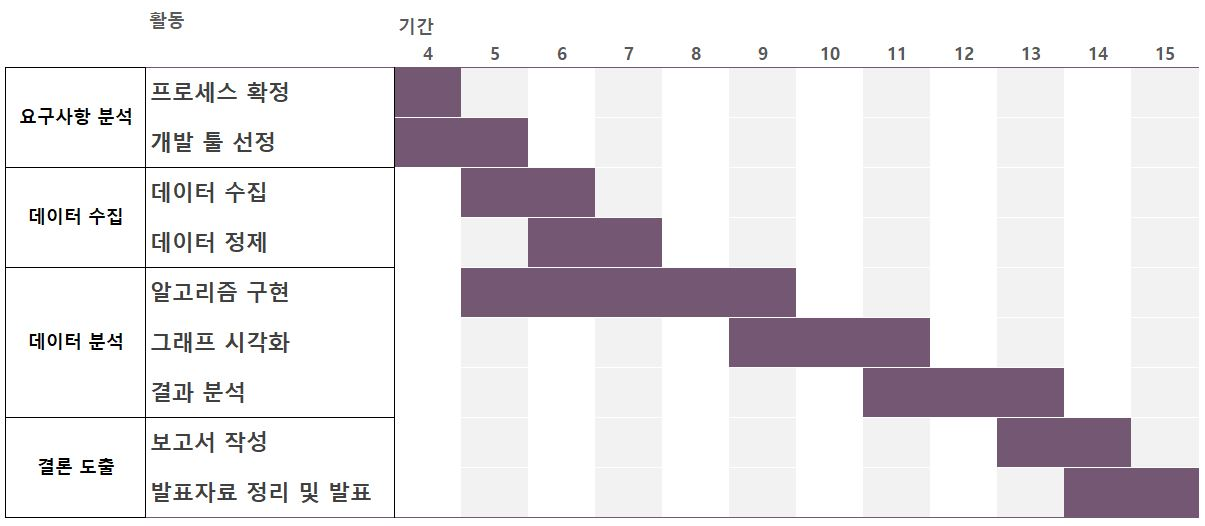 활동
기간
4 5 6 7 8 9 10 11 12 13 14 15
요구사항 분석
프로세스 확정
개발 툴 선정
데이터 수집
데이터 수집
데이터 정제
데이터 분석
알고리즘 구현
그래프 시각화
결과 분석
결론 도출
보고서 작성
발표자료 정리 및 발표